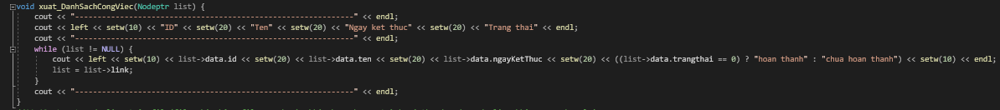 void xuat_DanhSachCongViec(Nodeptr list) {
cout << "--------------------------------------------------------------" << endl;
cout << left << setw(10) << "ID" << setw(20) << "Ten" << setw(20) << "Ngay ket thuc" << setw(20) << "Trang thai" << endl;
cout << "--------------------------------------------------------------" << endl;
while (list != NULL) {
cout << left << setw(10) << list->data.id << setw(20) << list->data.ten << setw(20) << list->data.ngayKetThuc << setw(20) << ((list->data.trangthai == 0) ? "hoan thanh" : "chua hoan thanh") << setw(10) << endl;
list = list->link;
}
cout << "--------------------------------------------------------------" << endl;
}